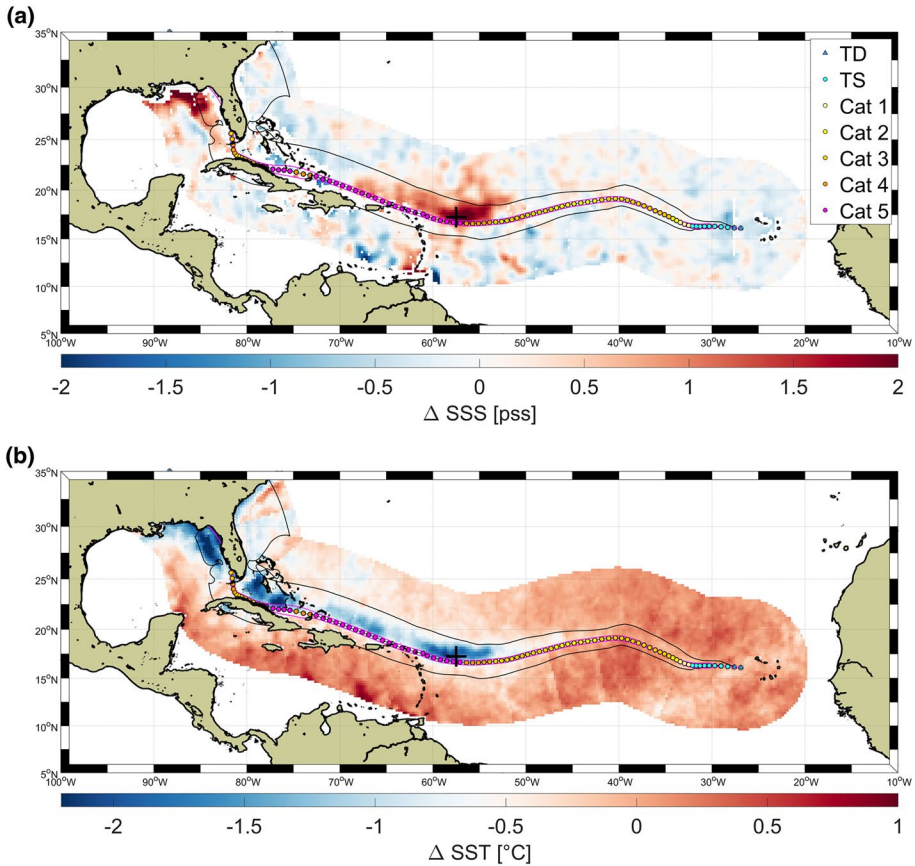 (a)
35°N
30°N
25°N
20°N
15°N
10°N
5°N
100°W 90°W 80°W 70°W 60°W 50°W 40°W 30°W 20°W 10°W
TD
TS
Cat 1
Cat 2
Cat 3
Cat 4
Cat 5
-2 -1.5 -1 -0.5 0 0.5 1 1.5 2
Δ SSS [pss]
(b)
35°N
30°N
25°N
20°N
15°N
10°N
5°N
100°W 90°W 80°W 70°W 60°W 50°W 40°W 30°W 20°W 10°W
-2 -1.5 -1 -0.5 0 0.5 1
Δ SST [°C]